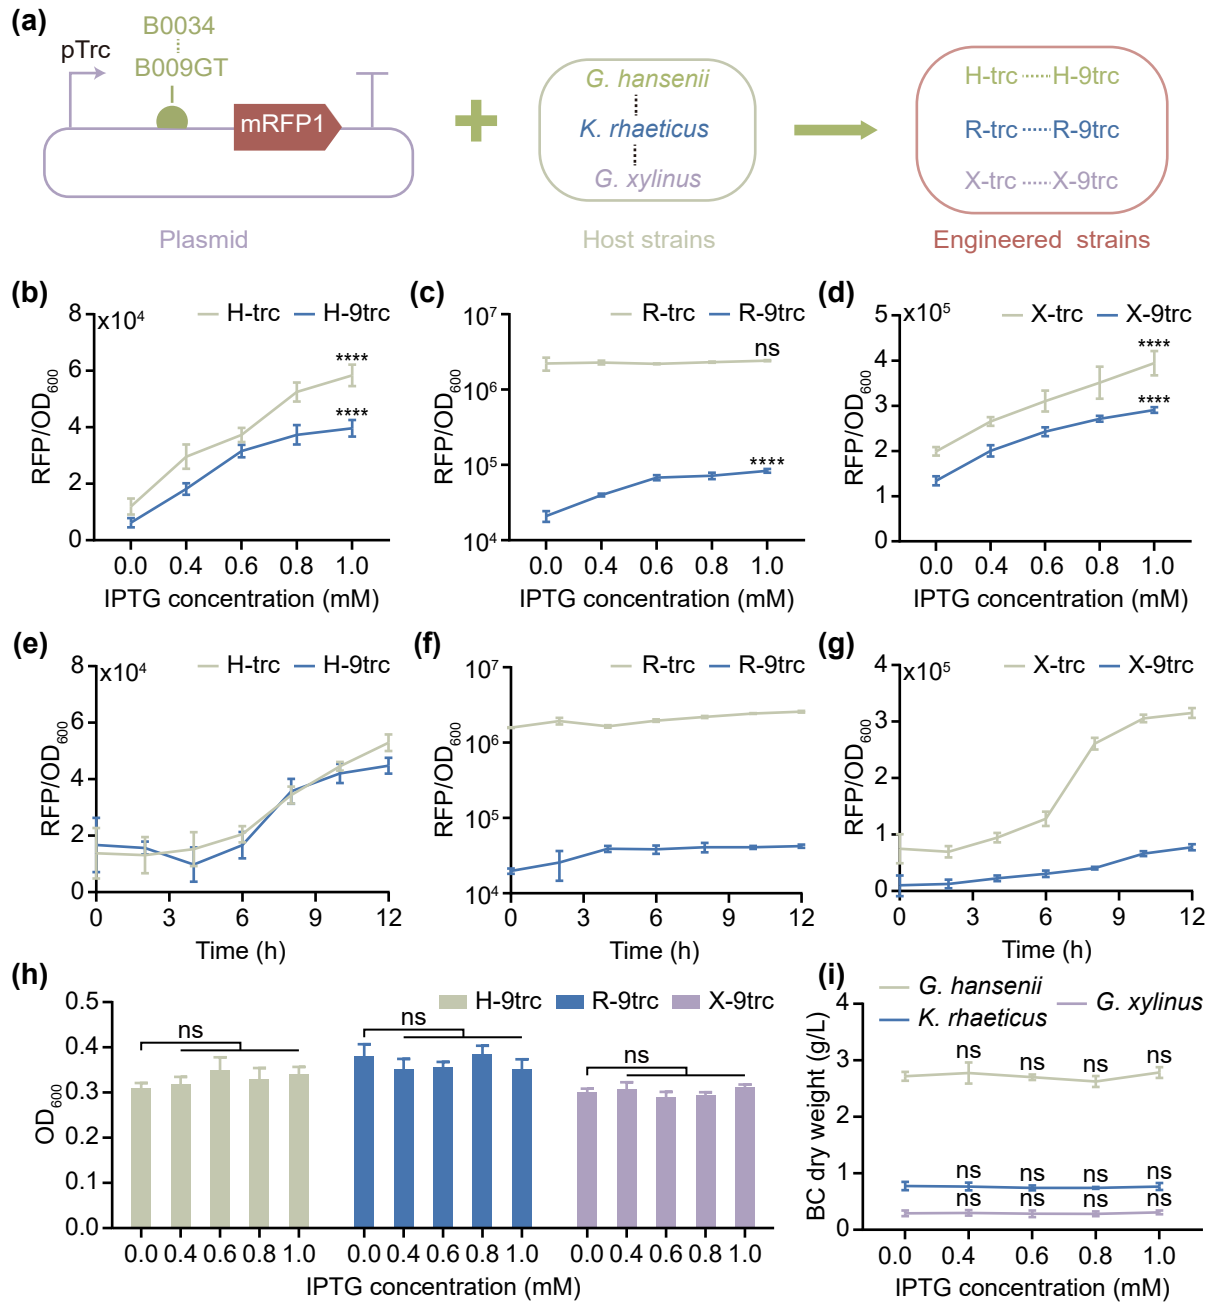 (a)
B0034
pTrc
B009GT
mRFP1
Plasmid
G. hansenii
K. rhaeticus
G. xylinus
Host strains
H-trc H-9trc
R-trc R-9trc
X-trc X-9trc
Engineered strains
(b)
x10⁴
H-trc H-9trc
RFP/OD₆₀₀
8
6
4
2
0
****
****
0.0 0.4 0.6 0.8 1.0
IPTG concentration (mM)
(c)
R-trc R-9trc
RFP/OD₆₀₀
10⁷
10⁶
10⁵
10⁴
ns
****
0.0 0.4 0.6 0.8 1.0
IPTG concentration (mM)
(d)
x10⁵
X-trc X-9trc
RFP/OD₆₀₀
5
4
3
2
1
0
****
****
0.0 0.4 0.6 0.8 1.0
IPTG concentration (mM)
(e)
x10⁴
H-trc H-9trc
RFP/OD₆₀₀
8
6
4
2
0
0 3 6 9 12
Time (h)
(f)
R-trc R-9trc
RFP/OD₆₀₀
10⁷
10⁶
10⁵
10⁴
0 3 6 9 12
Time (h)
(g)
x10⁵
X-trc X-9trc
RFP/OD₆₀₀
4
3
2
1
0
0 3 6 9 12
Time (h)
(h)
H-9trc R-9trc X-9trc
OD₆₀₀
0.5
0.4
0.3
0.2
0.1
0.0
ns
ns
ns
0.0 0.4 0.6 0.8 1.0 0.0 0.4 0.6 0.8 1.0 0.0 0.4 0.6 0.8 1.0
IPTG concentration (mM)
(i)
G. hansenii
K. rhaeticus
G. xylinus
BC dry weight (g/L)
4
3
2
1
0
ns ns ns ns
ns ns ns ns
ns ns ns ns
0.0 0.4 0.6 0.8 1.0
IPTG concentration (mM)